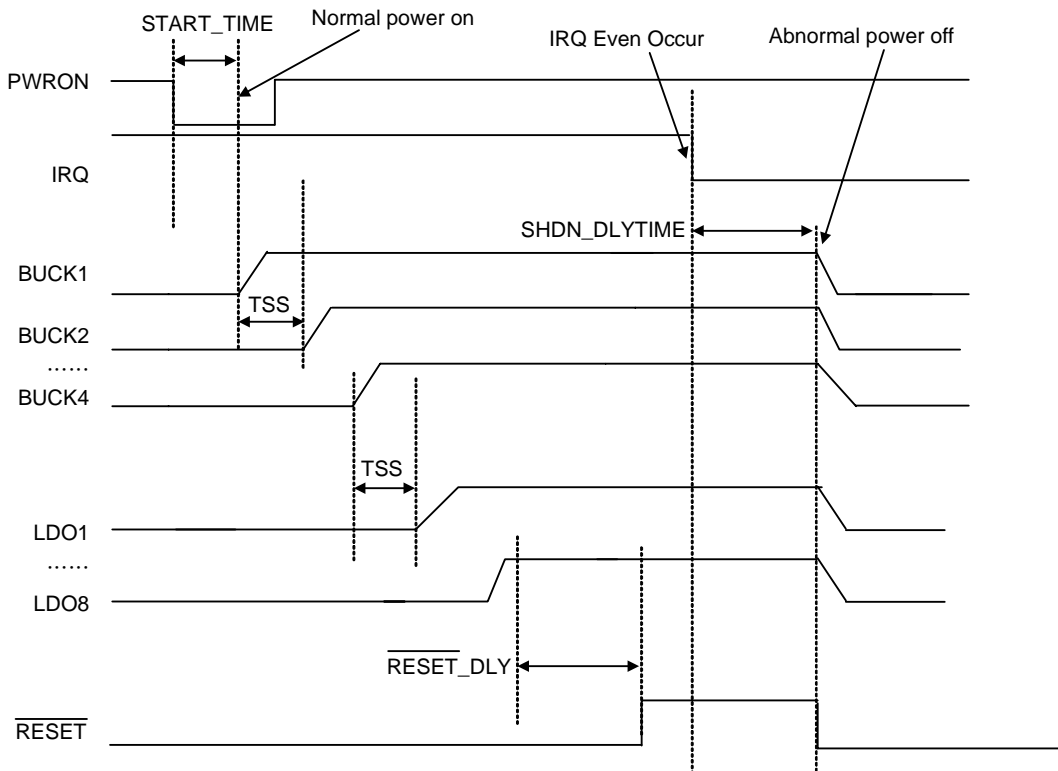 START_TIME
Normal power on
IRQ Even Occur
Abnormal power off
PWRON
IRQ
SHDN_DLYTIME
BUCK1
TSS
BUCK2
……
BUCK4
TSS
LDO1
……
LDO8
RESET_DLY
RESET